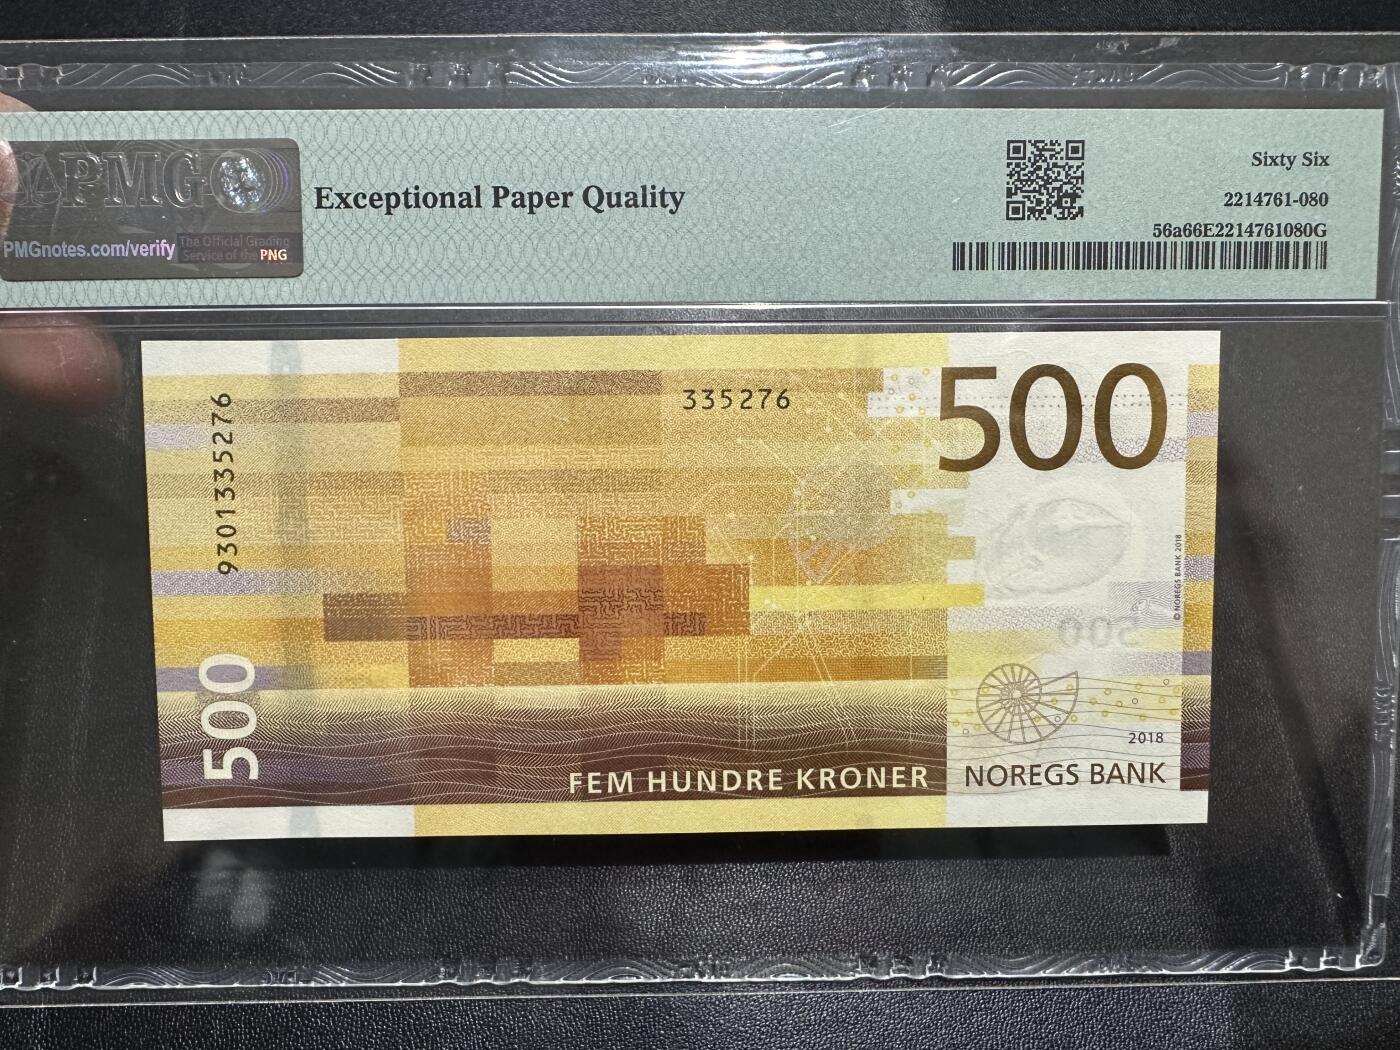 PMG
PMGnotes.com/verify
The Official Grading
Service of the PNG
Exceptional Paper Quality
Sixty Six
2214761-080
56a66E2214761080G
9301335276
335276
500
© NOREGS BANK 2018
500
500
2018
FEM HUNDRE KRONER
NOREGS BANK